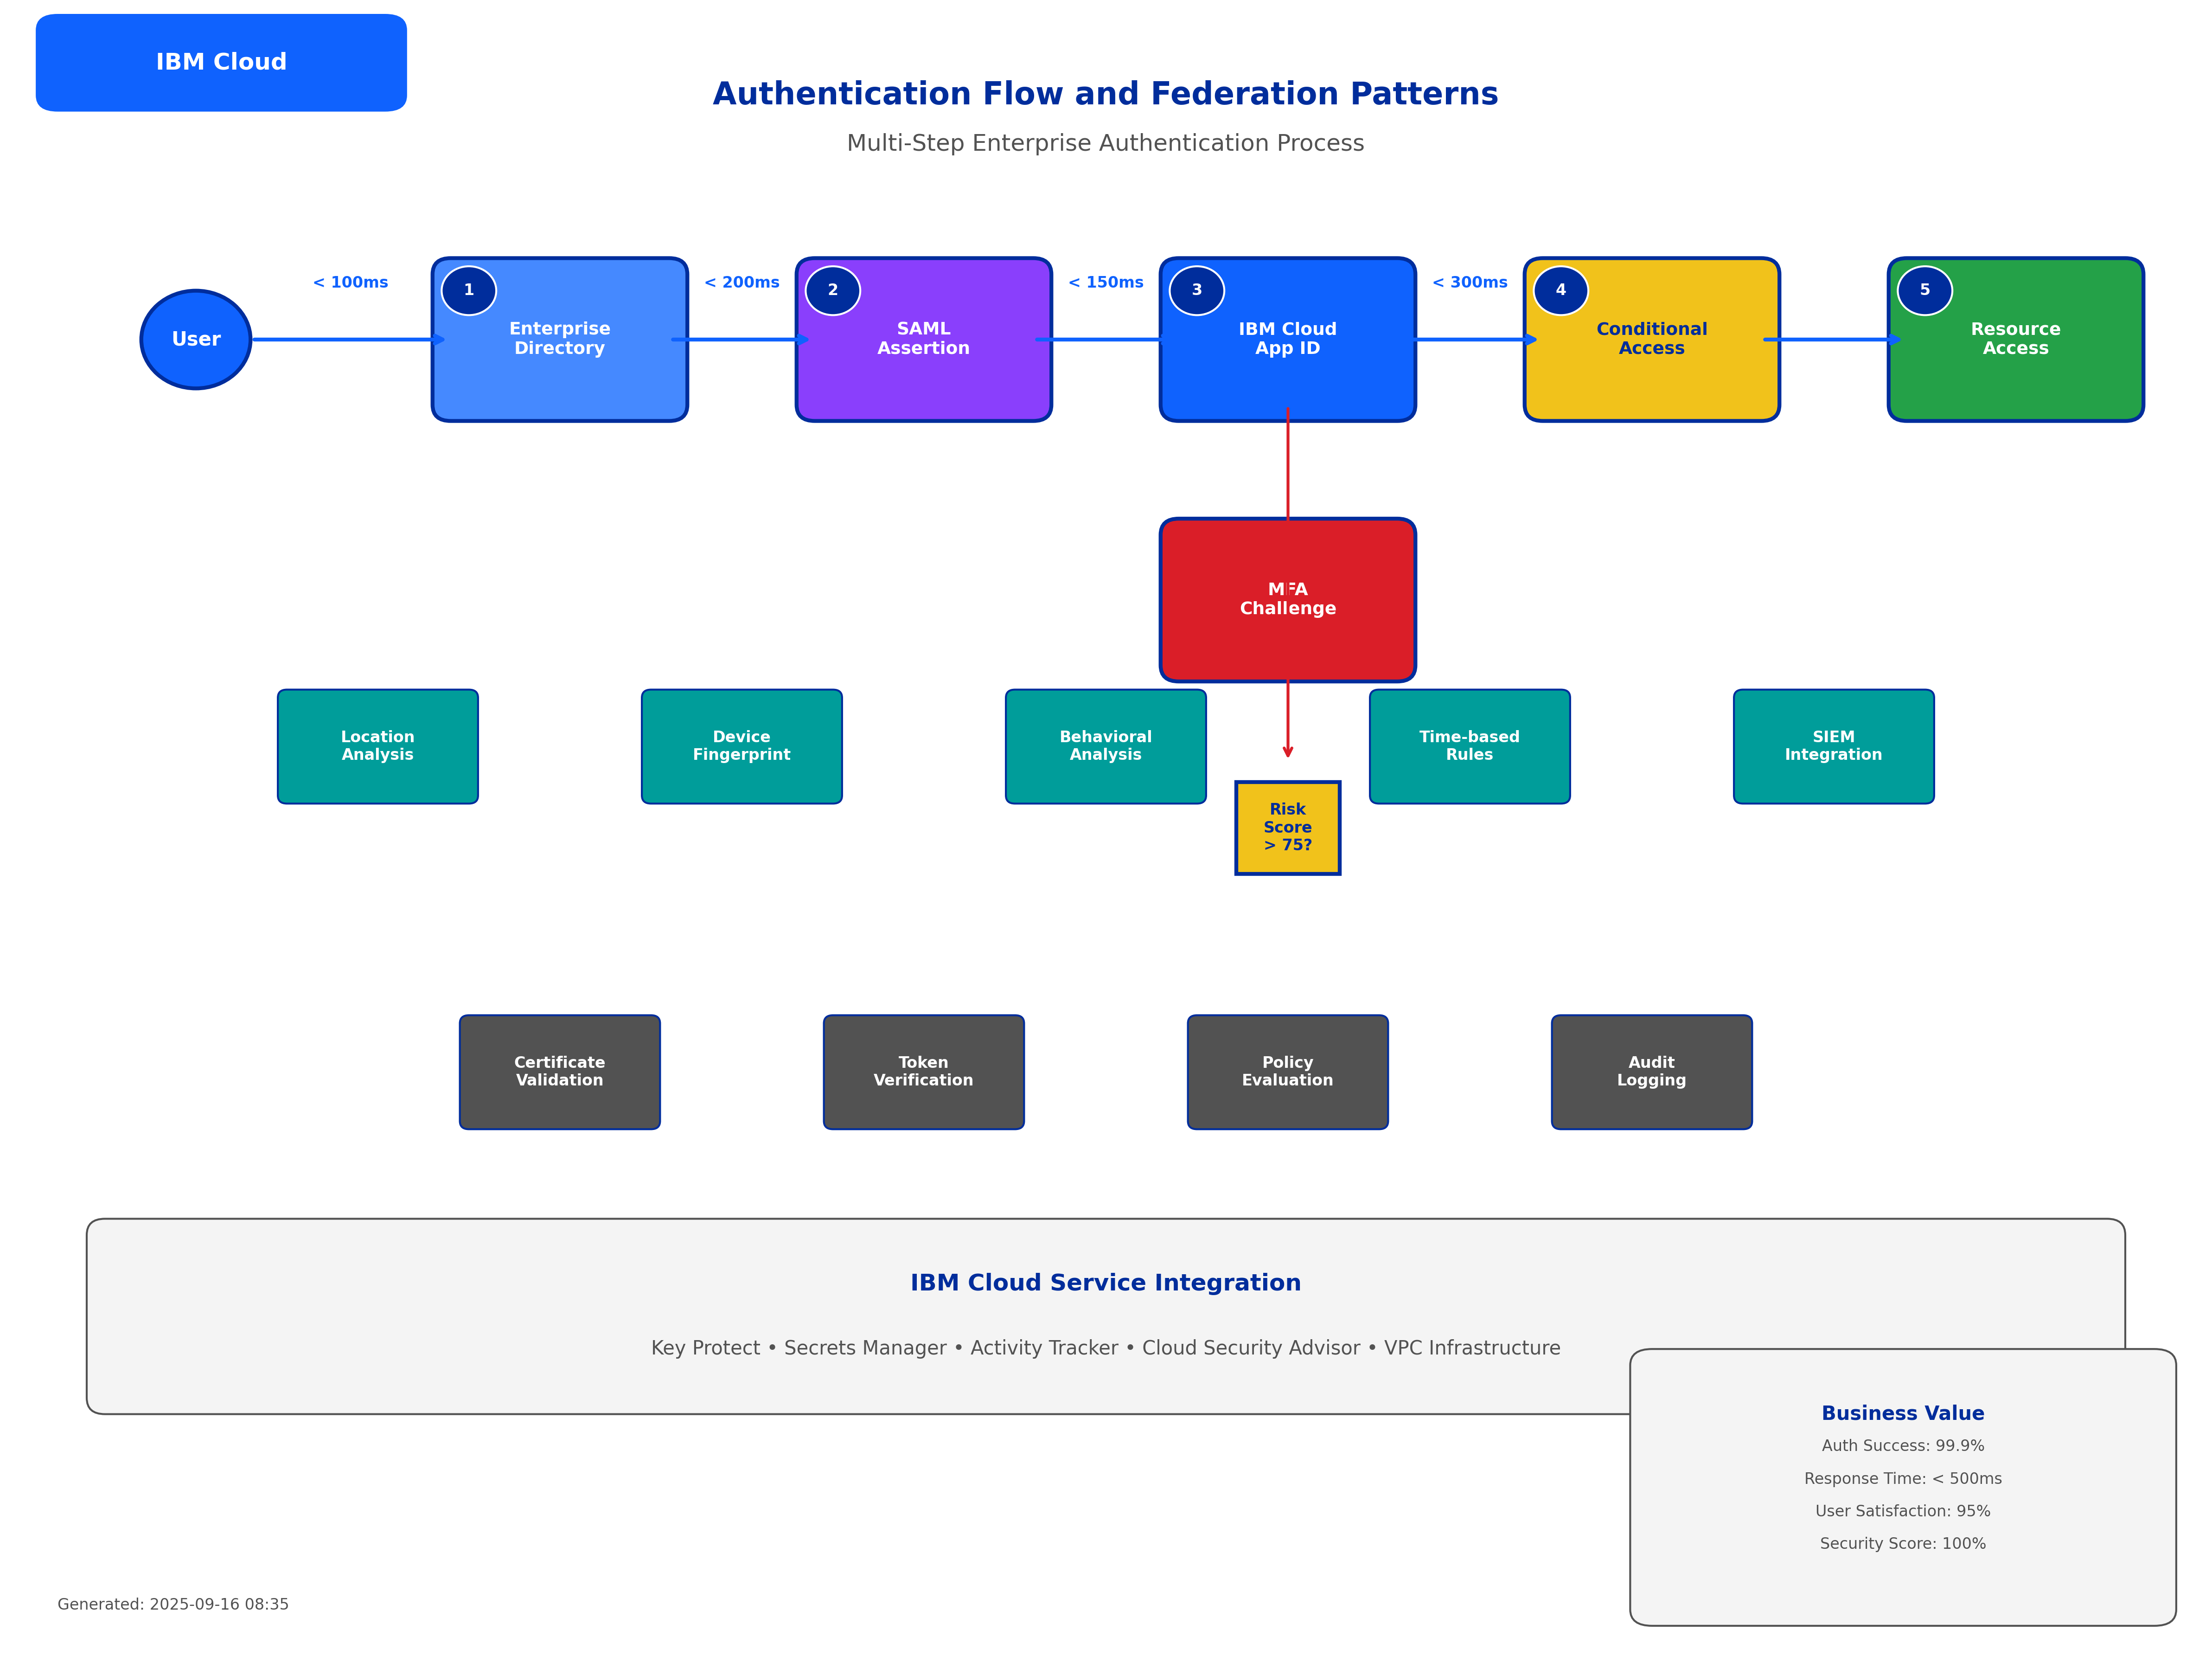 IBM Cloud
Authentication Flow and Federation Patterns
Multi-Step Enterprise Authentication Process
User
< 100ms
1
Enterprise
Directory
< 200ms
2
SAML
Assertion
< 150ms
3
IBM Cloud
App ID
< 300ms
4
Conditional
Access
5
Resource
Access
MFA
Challenge
Location
Analysis
Device
Fingerprint
Behavioral
Analysis
Time-based
Rules
SIEM
Integration
Risk
Score
> 75?
Certificate
Validation
Token
Verification
Policy
Evaluation
Audit
Logging
IBM Cloud Service Integration
Key Protect • Secrets Manager • Activity Tracker • Cloud Security Advisor • VPC Infrastructure
Business Value
Auth Success: 99.9%
Response Time: < 500ms
User Satisfaction: 95%
Security Score: 100%
Generated: 2025-09-16 08:35